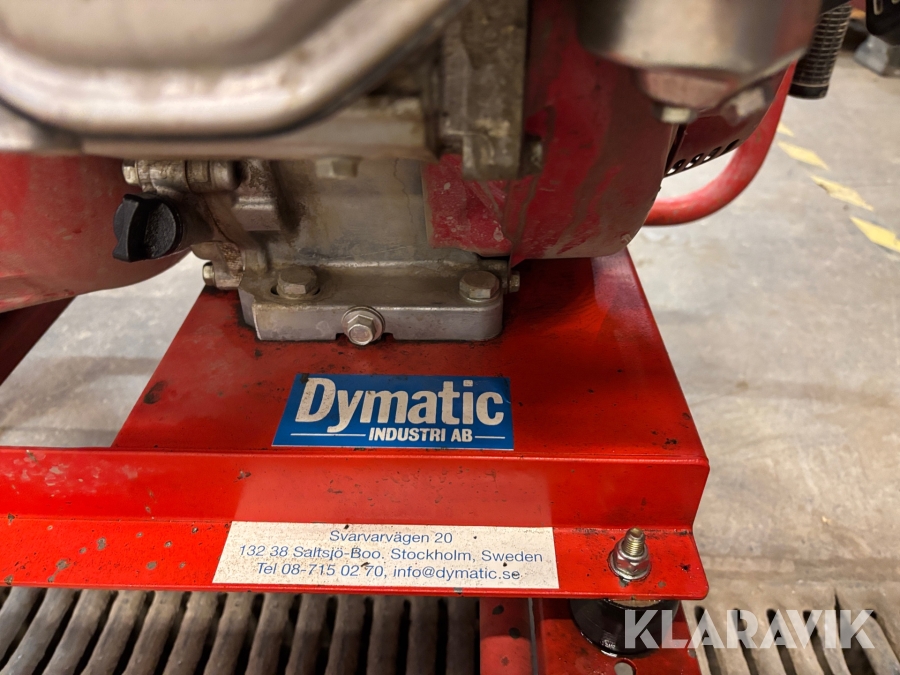 Dymatic
INDUSTRI AB
Svarvarvägen 20
132 38 Saltsjö-Boo. Stockholm, Sweden
Tel 08-715 02 70, info@dymatic.se
KLARAVIK